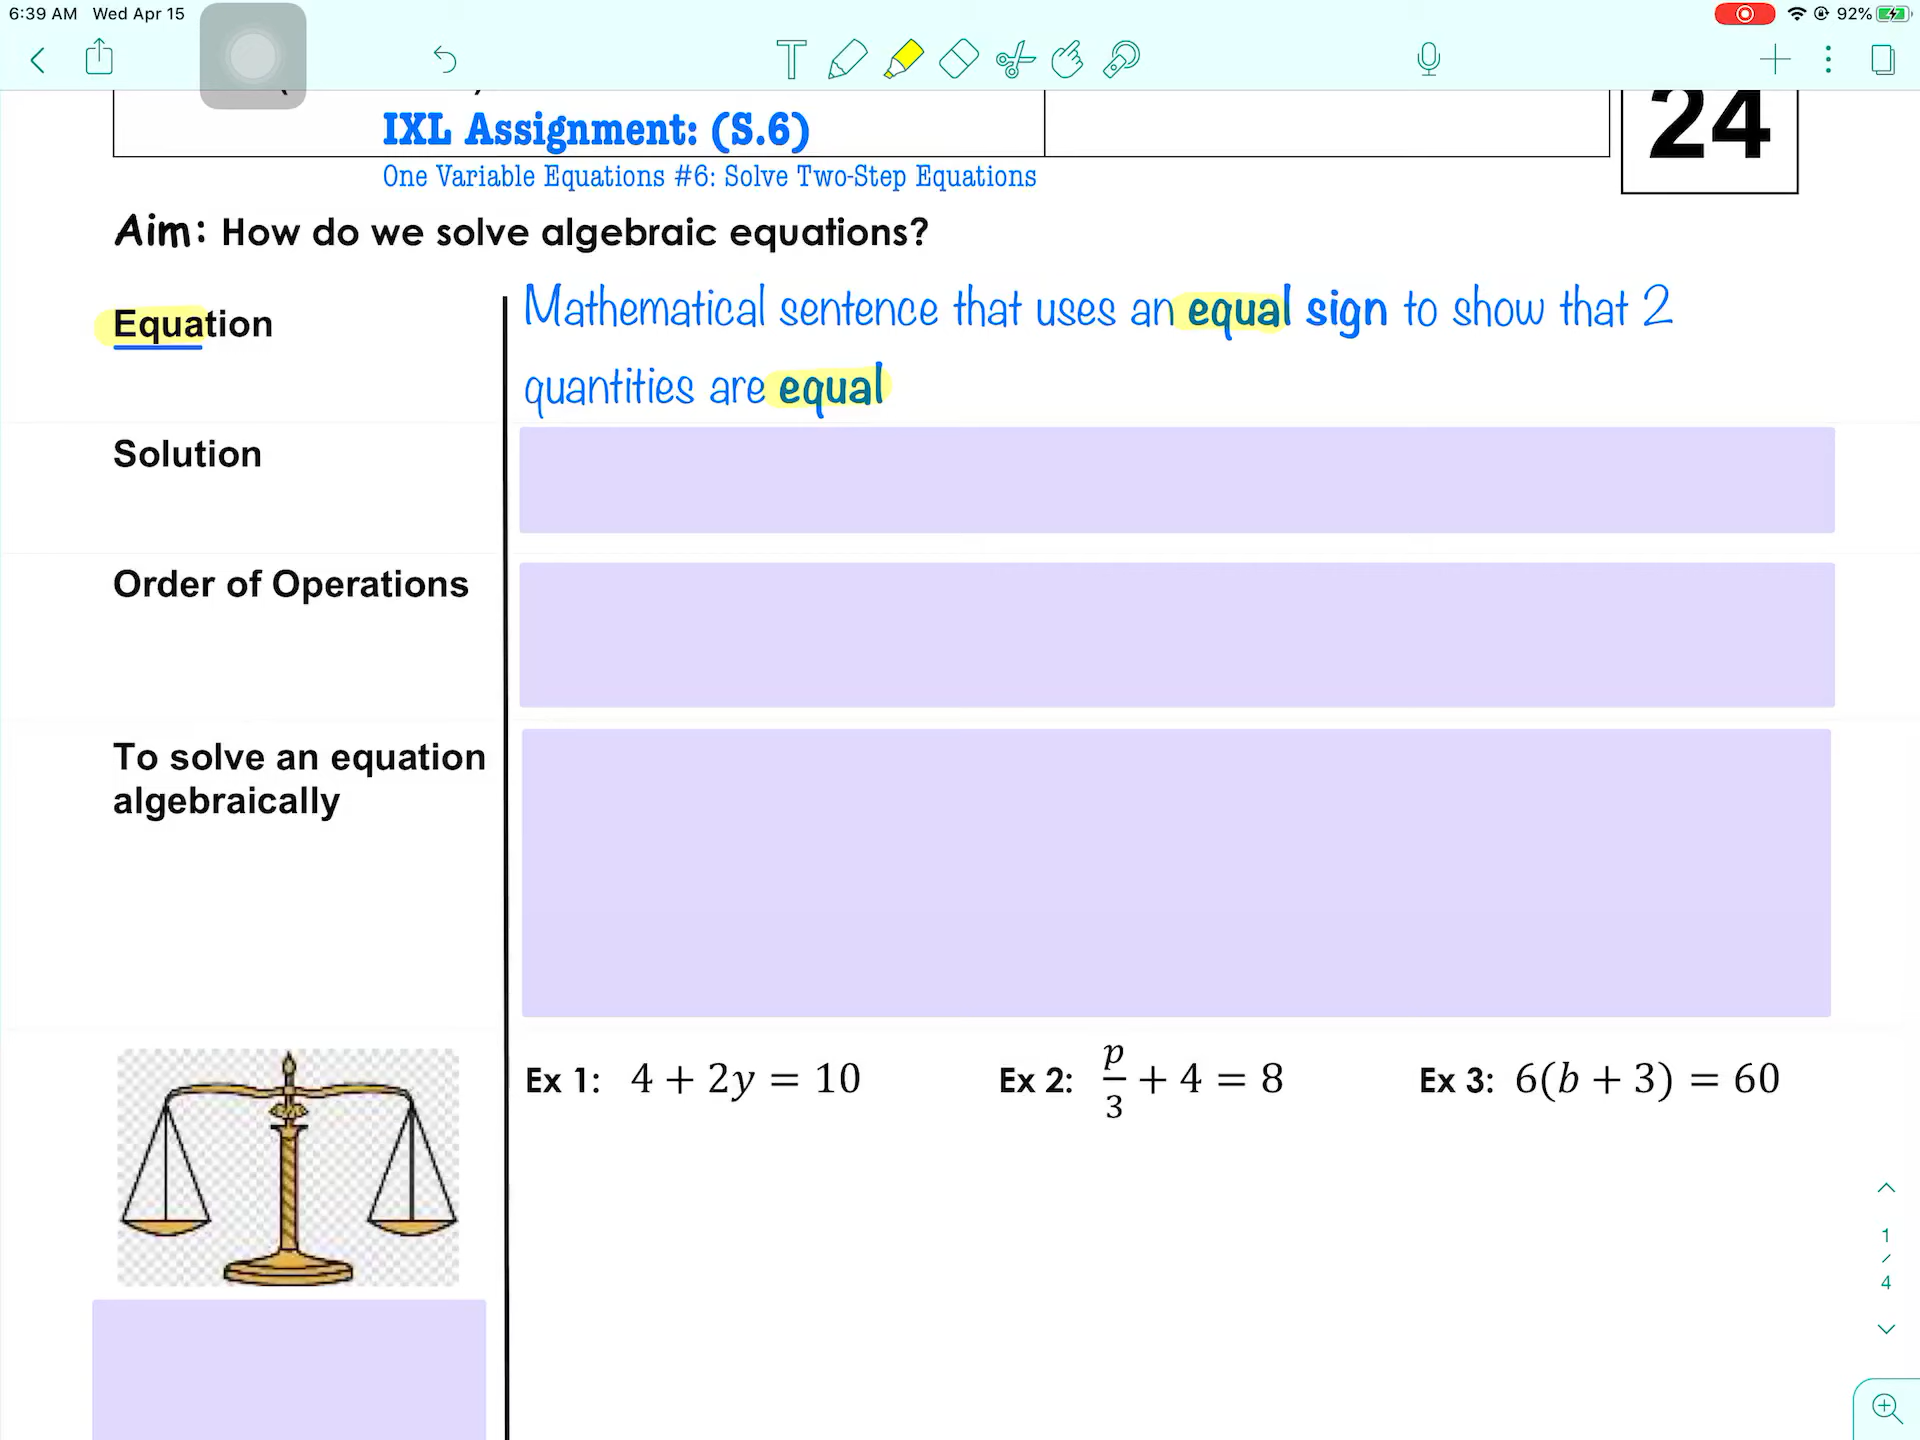 6:39 AM Wed Apr 15
92%
IXL Assignment: (S.6)
24
One Variable Equations #6: Solve Two-Step Equations
Aim: How do we solve algebraic equations?
Equation
Mathematical sentence that uses an equal sign to show that 2
quantities are equal
Solution
Order of Operations
To solve an equation
algebraically
Ex 1: 4 + 2y = 10
Ex 2: p/3 + 4 = 8
Ex 3: 6(b + 3) = 60
1
/
4